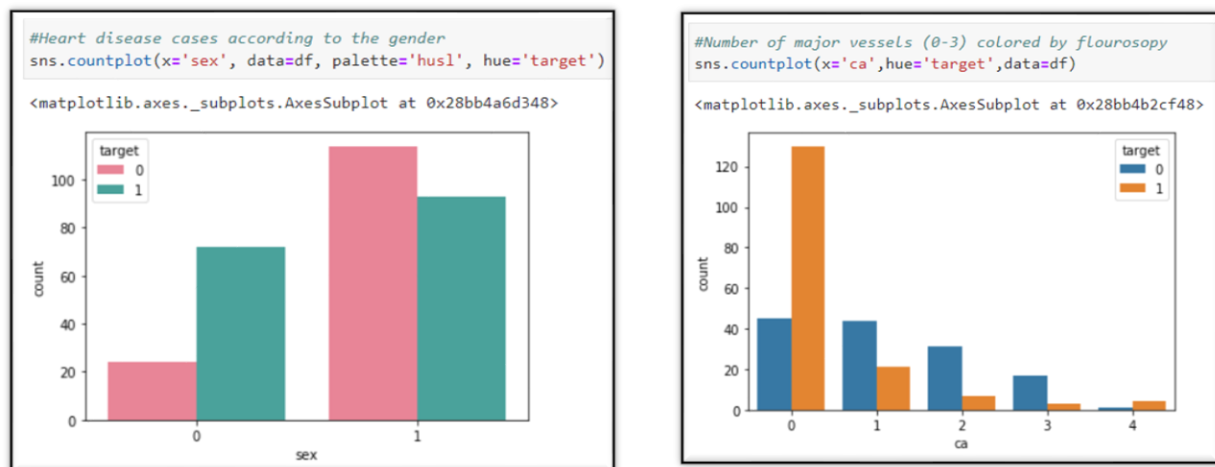 #Heart disease cases according to the gender
sns.countplot(x='sex', data=df, palette='husl', hue='target')
<matplotlib.axes._subplots.AxesSubplot at 0x28bb4a6d348>
target
0
1
100
80
60
40
20
0
count
0 1
sex
#Number of major vessels (0-3) colored by flourosopy
sns.countplot(x='ca',hue='target',data=df)
<matplotlib.axes._subplots.AxesSubplot at 0x28bb4b2cf48>
target
0
1
120
100
80
60
40
20
0
count
0 1 2 3 4
ca